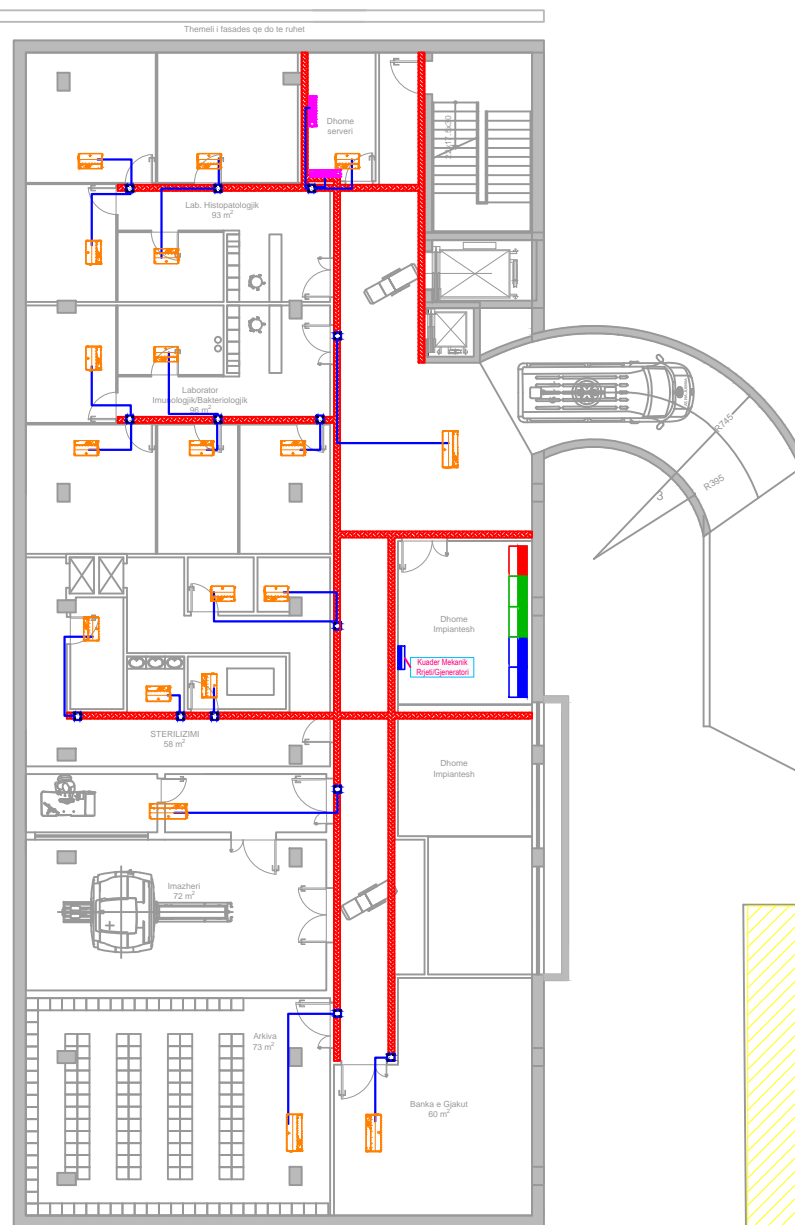 Themeli i fasades qe do te ruhet
Dhome
serveri
Lab. Histopatologjik
93 m²
Laborator
Imunologjik/Bakteriologjik
96 m²
R745
R395
3
Dhome
Impiantesh
Kuader Mekanik
Rrjeti/Gjeneratori
STERILIZIMI
58 m²
Dhome
Impiantesh
Imazheri
72 m²
Arkiva
73 m²
Banka e Gjakut
60 m²